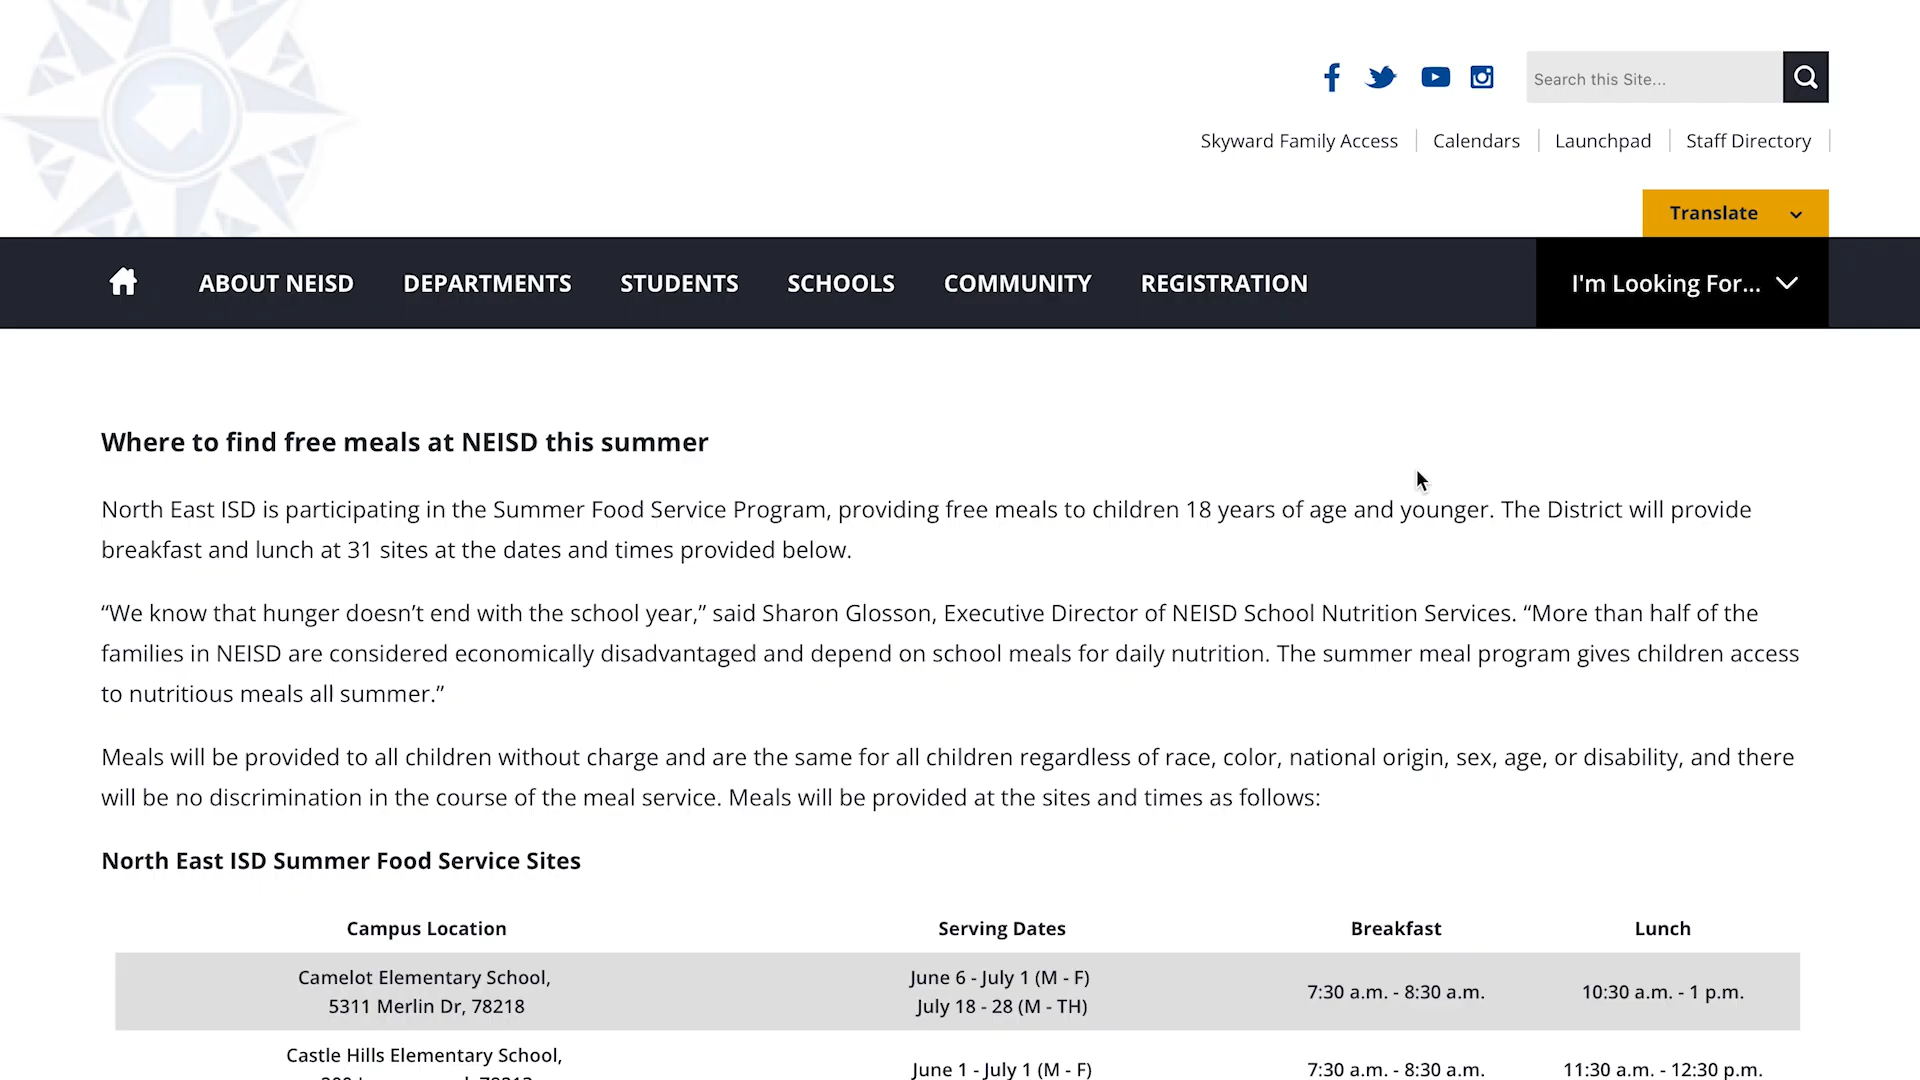 Search this Site...
Skyward Family Access
Calendars
Launchpad
Staff Directory
Translate
ABOUT NEISD
DEPARTMENTS
STUDENTS
SCHOOLS
COMMUNITY
REGISTRATION
I'm Looking For...
Where to find free meals at NEISD this summer
North East ISD is participating in the Summer Food Service Program, providing free meals to children 18 years of age and younger. The District will provide
breakfast and lunch at 31 sites at the dates and times provided below.
“We know that hunger doesn’t end with the school year,” said Sharon Glosson, Executive Director of NEISD School Nutrition Services. “More than half of the
families in NEISD are considered economically disadvantaged and depend on school meals for daily nutrition. The summer meal program gives children access
to nutritious meals all summer.”
Meals will be provided to all children without charge and are the same for all children regardless of race, color, national origin, sex, age, or disability, and there
will be no discrimination in the course of the meal service. Meals will be provided at the sites and times as follows:
North East ISD Summer Food Service Sites
Campus Location
Serving Dates
Breakfast
Lunch
Camelot Elementary School,
5311 Merlin Dr, 78218
June 6 - July 1 (M - F)
July 18 - 28 (M - TH)
7:30 a.m. - 8:30 a.m.
10:30 a.m. - 1 p.m.
Castle Hills Elementary School,
June 1 - July 1 (M - F)
7:30 a.m. - 8:30 a.m.
11:30 a.m. - 12:30 p.m.